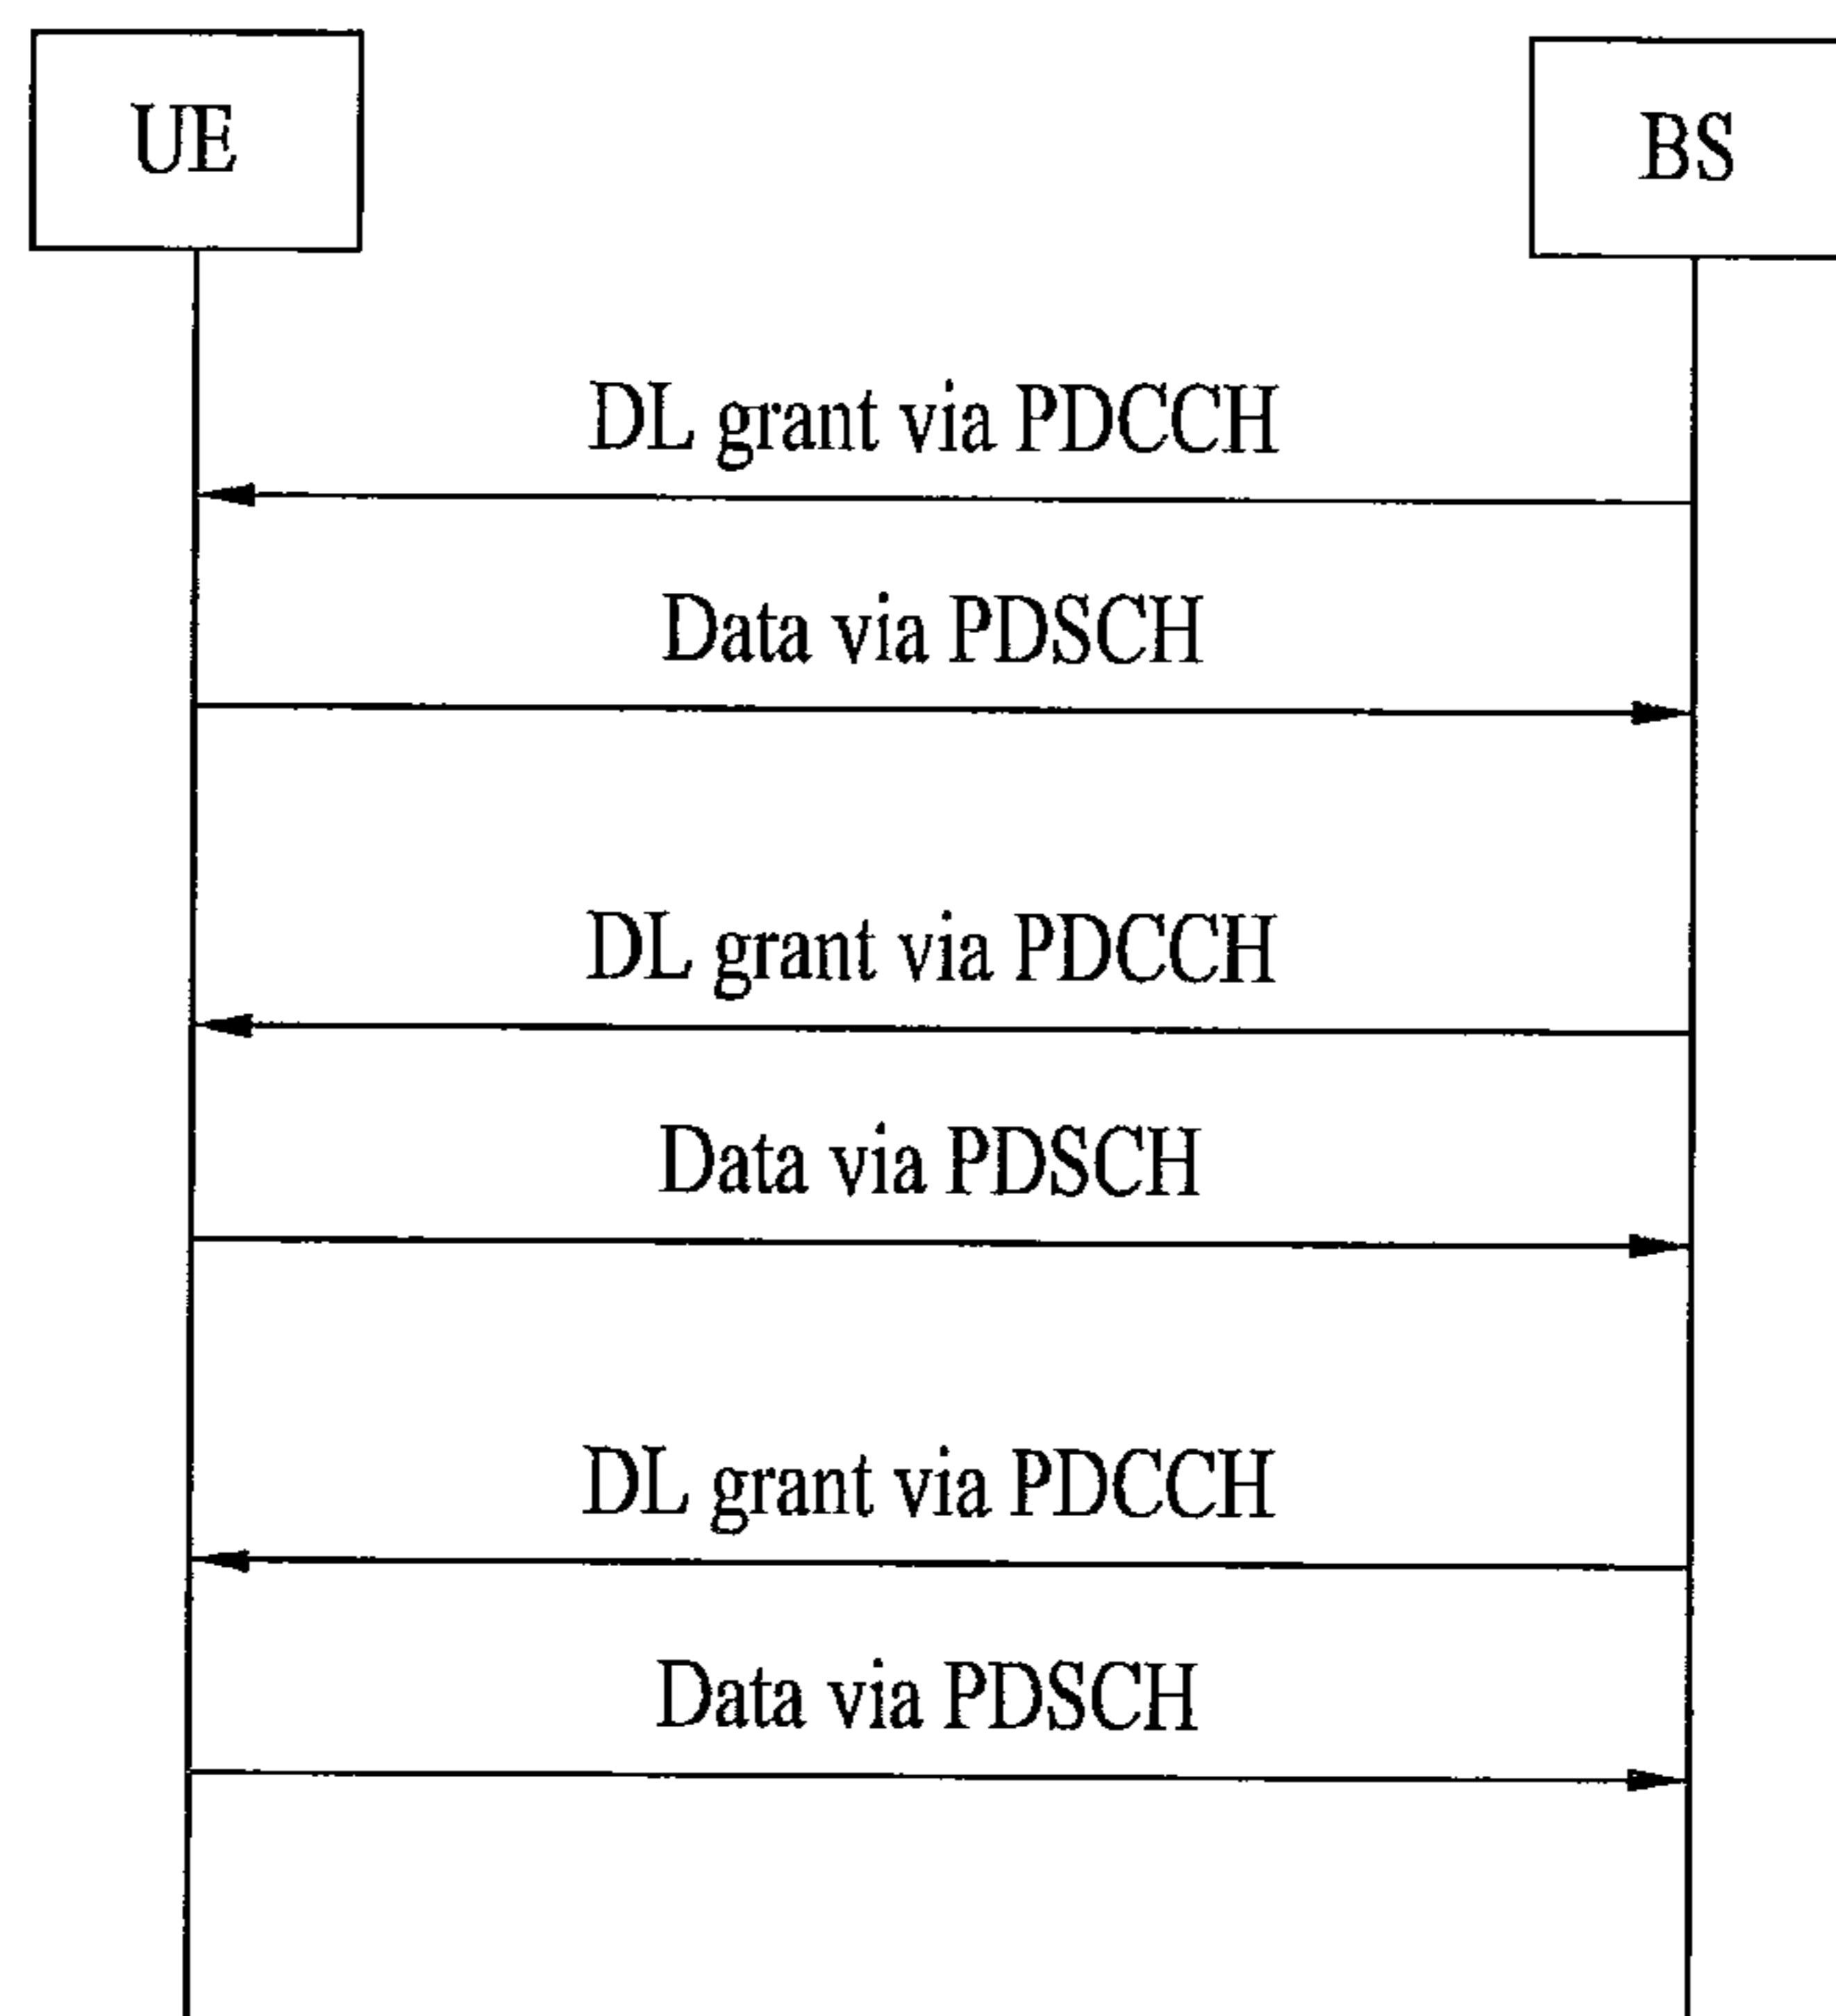 UE
BS
DL grant via PDCCH
Data via PDSCH
DL grant via PDCCH
Data via PDSCH
DL grant via PDCCH
Data via PDSCH